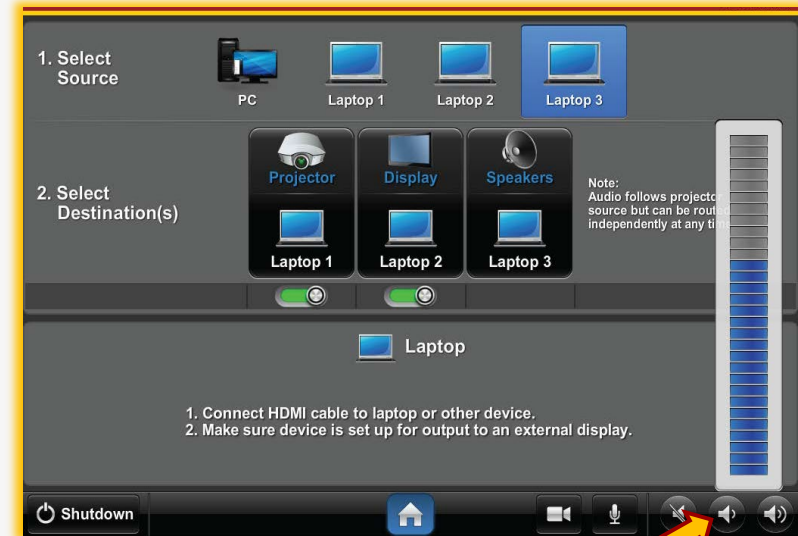 1. Select
Source
PC
Laptop 1
Laptop 2
Laptop 3
2. Select
Destination(s)
Projector
Display
Speakers
Laptop 1
Laptop 2
Laptop 3
Note:
Audio follows projector
source but can be route
independently at any time
Laptop
1. Connect HDMI cable to laptop or other device.
2. Make sure device is set up for output to an external display.
Shutdown